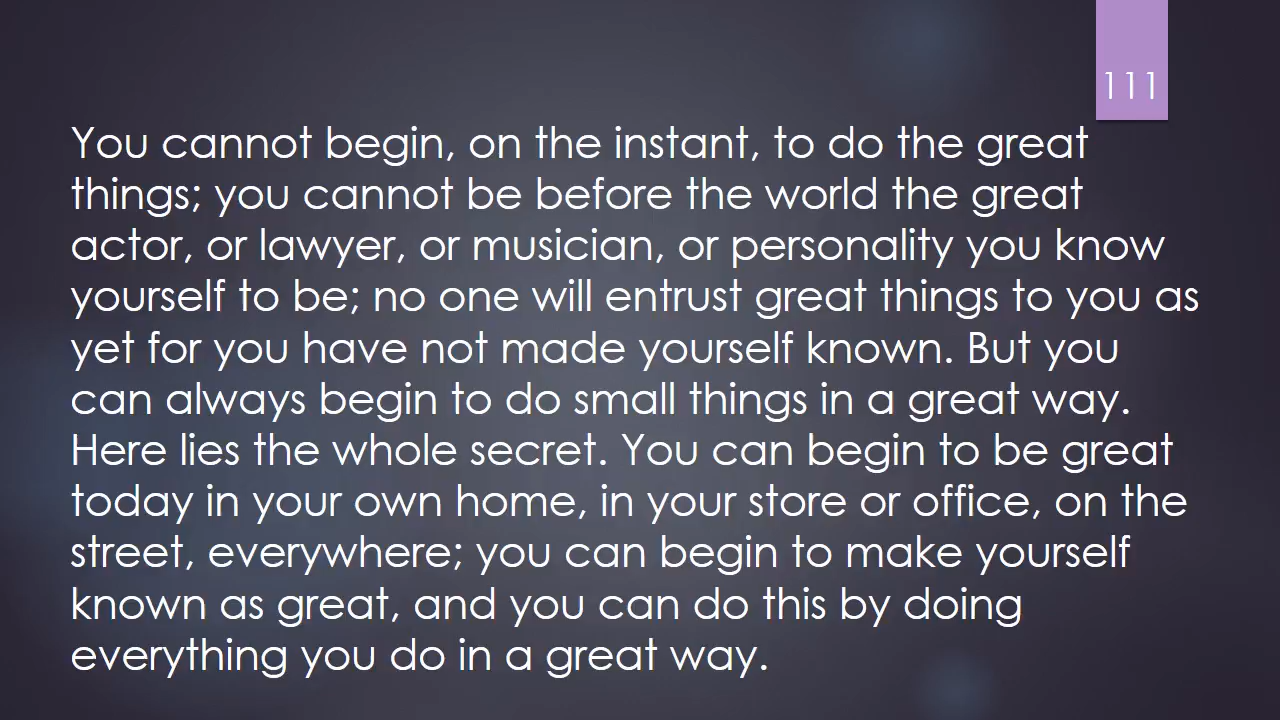 111
You cannot begin, on the instant, to do the great
things; you cannot be before the world the great
actor, or lawyer, or musician, or personality you know
yourself to be; no one will entrust great things to you as
yet for you have not made yourself known. But you
can always begin to do small things in a great way.
Here lies the whole secret. You can begin to be great
today in your own home, in your store or office, on the
street, everywhere; you can begin to make yourself
known as great, and you can do this by doing
everything you do in a great way.